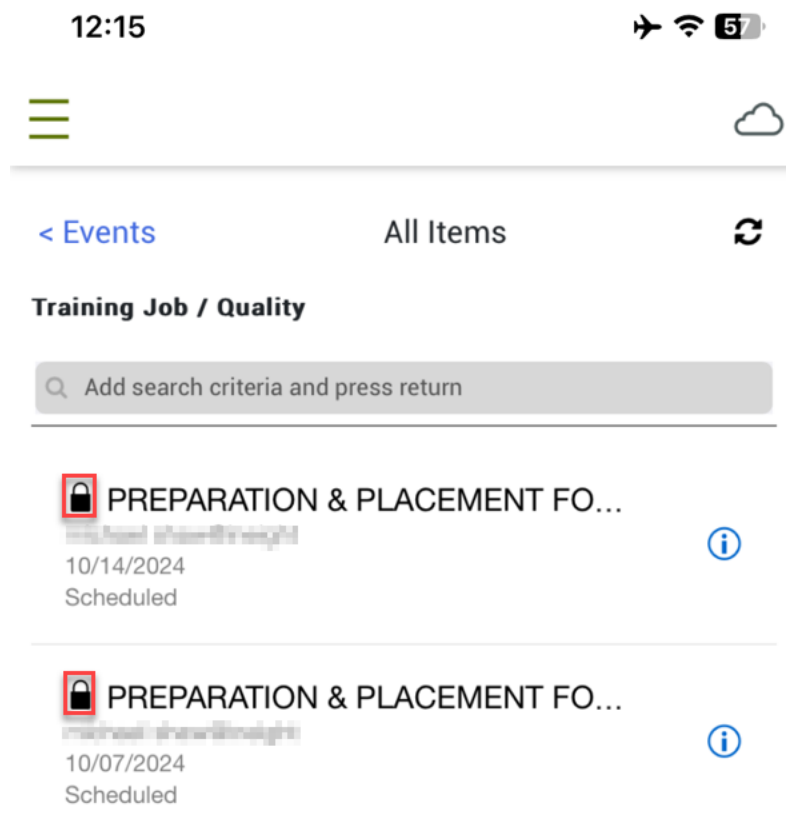 12:15
57
< Events
All Items
Training Job / Quality
Add search criteria and press return
PREPARATION & PLACEMENT FO...
10/14/2024
Scheduled
PREPARATION & PLACEMENT FO...
10/07/2024
Scheduled